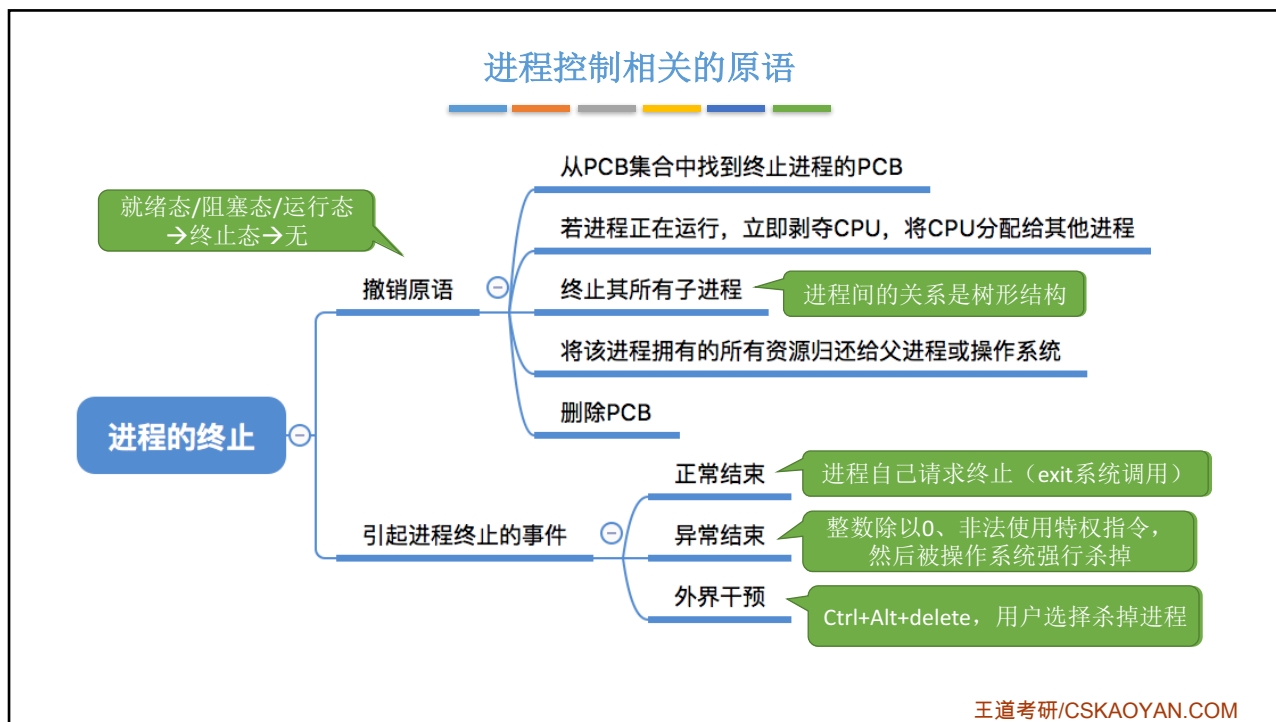 进程控制相关的原语
从PCB集合中找到终止进程的PCB
就绪态/阻塞态/运行态
→终止态→无
若进程正在运行，立即剥夺CPU，将CPU分配给其他进程
撤销原语
终止其所有子进程
进程间的关系是树形结构
将该进程拥有的所有资源归还给父进程或操作系统
删除PCB
进程的终止
正常结束
进程自己请求终止（exit系统调用）
引起进程终止的事件
异常结束
整数除以0、非法使用特权指令，
然后被操作系统强行杀掉
外界干预
Ctrl+Alt+delete，用户选择杀掉进程
王道考研/CSKAOYAN.COM